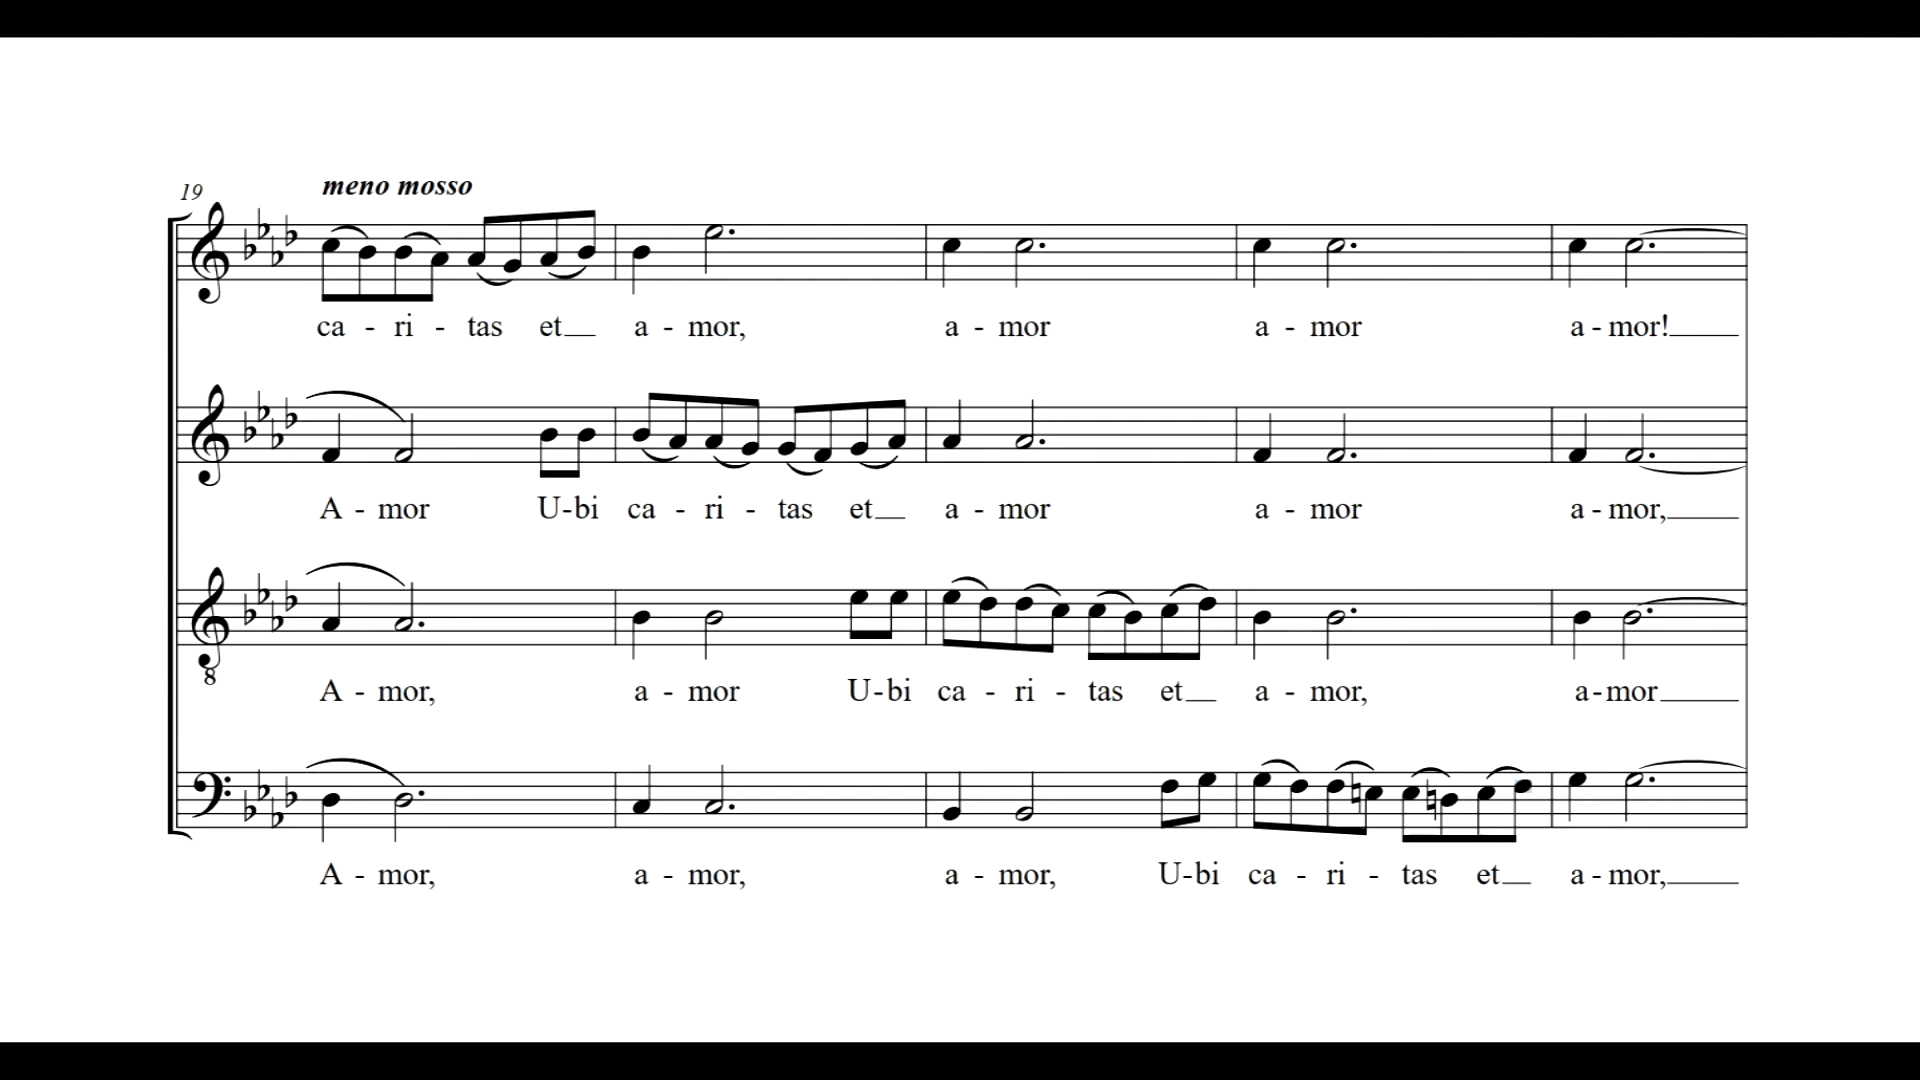 meno mosso
19
ca - ri - tas et__ a - mor, a - mor a - mor a - mor!____
A - mor U-bi ca - ri - tas et__ a - mor a - mor a - mor,____
8
A - mor, a - mor U-bi ca - ri - tas et__ a - mor, a-mor____
A - mor, a - mor, a - mor, U-bi ca - ri - tas et__ a - mor,____